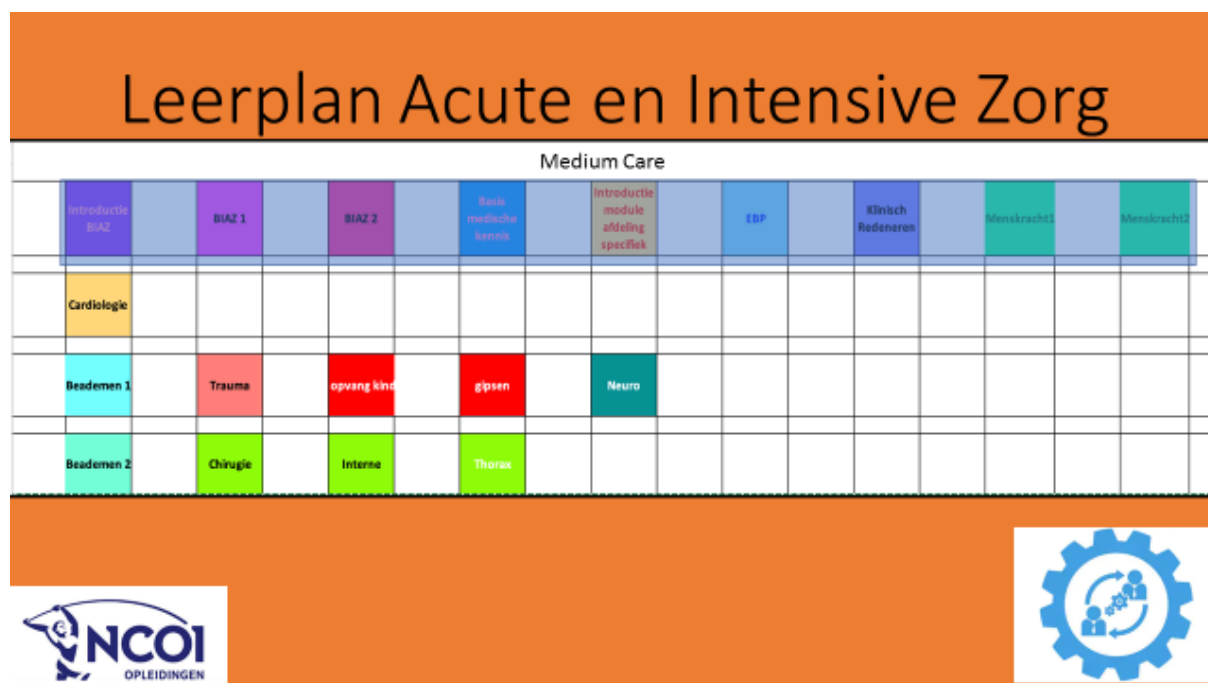 Leerplan Acute en Intensive Zorg
Medium Care
Introductie
BIAZ
BIAZ 1
BIAZ 2
Basis
medische
kennis
Introductie
module
afdeling
specifiek
EBP
Klinisch
Redeneren
Menskracht1
Menskracht2
Cardiologie
Beademen 1
Trauma
opvang kind
gipsen
Neuro
Beademen 2
Chirugie
Interne
Thorax
NCOI
OPLEIDINGEN